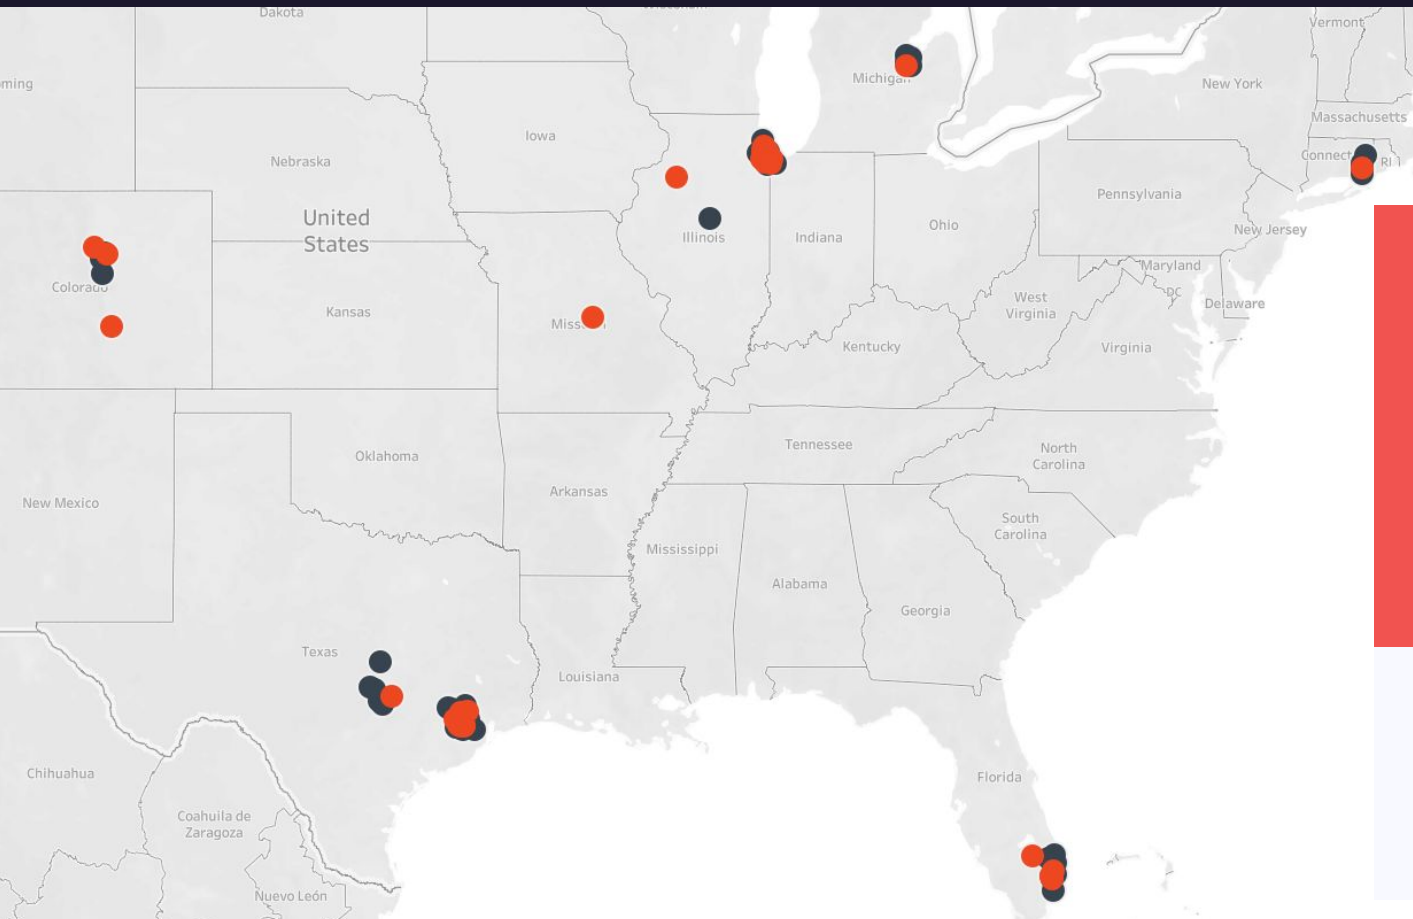 Dakota
Vermont
ming
Michigan
New York
Massachusetts
Iowa
Nebraska
Connect
RI
Pennsylvania
United
States
Illinois
Indiana
Ohio
New Jersey
Maryland
DC
Delaware
Colorado
West
Virginia
Kansas
Miss
Kentucky
Virginia
Tennessee
North
Carolina
Oklahoma
Arkansas
New Mexico
South
Carolina
Mississippi
Alabama
Georgia
Texas
Louisiana
Chihuahua
Florida
Coahuila de
Zaragoza
Nuevo León